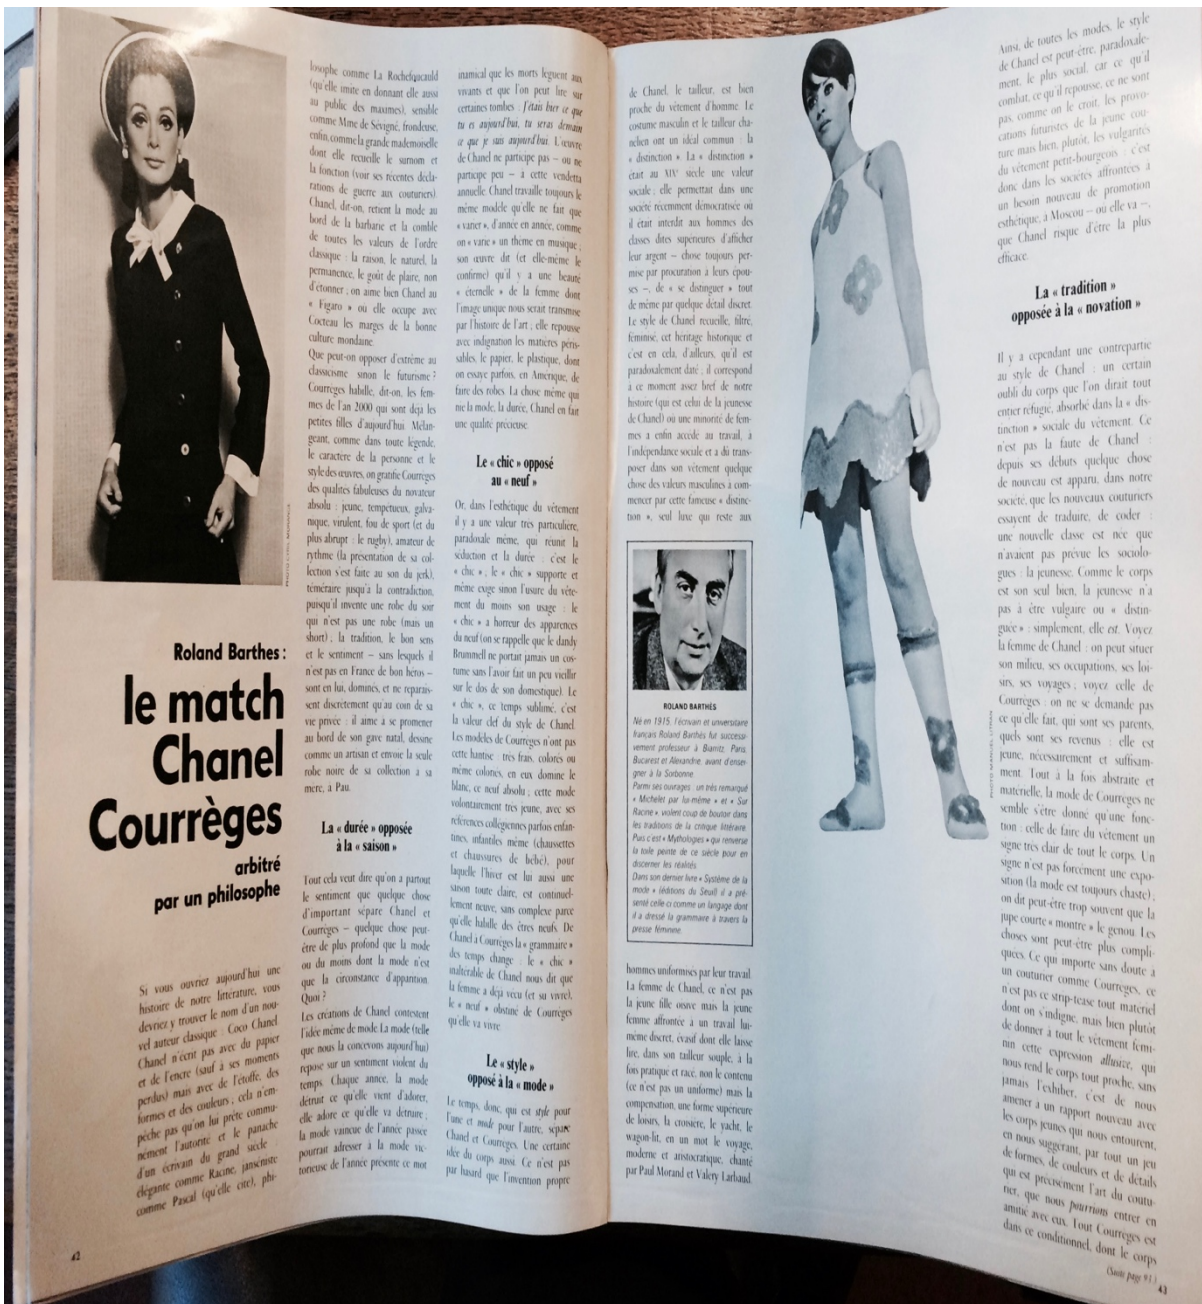 PHOTO CYRIL MORANGE
Roland Barthes :
le match
Chanel
Courrèges
arbitré
par un philosophe
Si vous ouvriez aujourd'hui une
histoire de notre littérature, vous
devriez y trouver le nom d'un nou-
vel auteur classique : Coco Chanel
Chanel n'écrit pas avec du papier
et de l'encre (sauf à ses moments
perdus) mais avec de l'étoffe, des
formes et des couleurs ; cela n'em-
pêche pas qu'on lui prête commu-
nément l'autorité et le panache
d'un écrivain du grand siècle :
élégante comme Racine, janséniste
comme Pascal (qu'elle cite), phi-
42
losophe comme La Rochefoucauld
(qu'elle imite en donnant elle aussi
au public des maximes), sensible
comme Mme de Sévigné, frondeuse,
enfin, comme la grande mademoiselle
dont elle recueille le surnom et
la fonction (voir ses récentes décla-
rations de guerre aux couturiers).
Chanel, dit-on, retient la mode au
bord de la barbarie et la comble
de toutes les valeurs de l'ordre
classique : la raison, le naturel, la
permanence, le goût de plaire, non
d'étonner ; on aime bien Chanel au
« Figaro » où elle occupe avec
Cocteau les marges de la bonne
culture mondaine.
Que peut-on opposer d'extrême au
classicisme sinon le futurisme ?
Courrèges habille, dit-on, les fem-
mes de l'an 2000 qui sont déjà les
petites filles d'aujourd'hui. Mélan-
geant, comme dans toute légende,
le caractère de la personne et le
style des œuvres, on gratifie Courrèges
des qualités fabuleuses du novateur
absolu : jeune, tempétueux, galva-
nique, virulent, fou de sport (et du
plus abrupt : le rugby), amateur de
rythme (la présentation de sa col-
lection s'est faite au son du jerk),
téméraire jusqu'à la contradiction,
puisqu'il invente une robe du soir
qui n'est pas une robe (mais un
short) ; la tradition, le bon sens
et le sentiment – sans lesquels il
n'est pas en France de bon héros –
sont en lui, dominés, et ne parais-
sent discrètement qu'au coin de sa
vie privée : il aime à se promener
au bord de son gave natal, dessine
comme un artisan et envoie la seule
robe noire de sa collection à sa
mère, à Pau.
La « durée » opposée
à la « saison »
Tout cela veut dire qu'on a partout
le sentiment que quelque chose
d'important sépare Chanel et
Courrèges – quelque chose peut-
être de plus profond que la mode
ou du moins dont la mode n'est
que la circonstance d'apparition.
Quoi ?
Les créations de Chanel contestent
l'idée même de mode. La mode (telle
que nous la concevons aujourd'hui)
repose sur un sentiment violent du
temps. Chaque année, la mode
détruit ce qu'elle vient d'adorer,
elle adore ce qu'elle va détruire ;
la mode vaincue de l'année passée
pourrait adresser à la mode vic-
torieuse de l'année présente ce mot
inamical que les morts lèguent aux
vivants et que l'on peut lire sur
certaines tombes : J'étais hier ce que
tu es aujourd'hui, tu seras demain
ce que je suis aujourd'hui. L'œuvre
de Chanel ne participe pas – ou ne
participe peu – à cette vendetta
annuelle. Chanel travaille toujours le
même modèle qu'elle ne fait que
« varier », d'année en année, comme
on « varie » un thème en musique ;
son œuvre dit (et elle-même le
confirme) qu'il y a une beauté
« éternelle » de la femme dont
l'image unique nous serait transmise
par l'histoire de l'art ; elle repousse
avec indignation les matières péris-
sables, le papier, le plastique, dont
on essaye parfois, en Amérique, de
faire des robes. La chose même qui
nie la mode, la durée, Chanel en fait
une qualité précieuse.
Le « chic » opposé
au « neuf »
Or, dans l'esthétique du vêtement
il y a une valeur très particulière,
paradoxale même, qui réunit la
séduction et la durée : c'est le
« chic » ; le « chic » supporte et
même exige sinon l'usure du vête-
ment du moins son usage : le
« chic » a horreur des apparences
du neuf (on se rappelle que le dandy
Brummell ne portait jamais un cos-
tume sans l'avoir fait un peu vieillir
sur le dos de son domestique). Le
« chic », ce temps sublimé, c'est
la valeur clef du style de Chanel.
Les modèles de Courrèges n'ont pas
cette hantise : très frais, colorés ou
même coloriés, en eux domine le
blanc, ce neuf absolu ; cette mode
volontairement très jeune, avec ses
références collégiennes parfois enfan-
tines, infantiles même (chaussettes
et chaussures de bébé), pour
laquelle l'hiver est lui aussi une
saison toute claire, est continuel-
lement neuve, sans complexe parce
qu'elle habille des êtres neufs. De
Chanel à Courrèges la « grammaire »
des temps change : le « chic »
inaltérable de Chanel nous dit que
la femme a déjà vécu (et su vivre),
le « neuf » obstiné de Courrèges
qu'elle va vivre.
Le « style »
opposé à la « mode »
Le temps, donc, qui est style pour
l'une et mode pour l'autre, sépare
Chanel et Courrèges. Une certaine
idée du corps aussi. Ce n'est pas
par hasard que l'invention propre
de Chanel, le tailleur, est bien
proche du vêtement d'homme. Le
costume masculin et le tailleur cha-
nelien ont un idéal commun : la
« distinction ». La « distinction »
était au XIXe siècle une valeur
sociale ; elle permettait dans une
société récemment démocratisée où
il était interdit aux hommes des
classes dites supérieures d'afficher
leur argent – chose toujours per-
mise par procuration à leurs épou-
ses –, de « se distinguer » tout
de même par quelque détail discret.
Le style de Chanel recueille, filtré,
féminisé, cet héritage historique et
c'est en cela, d'ailleurs, qu'il est
paradoxalement daté ; il correspond
à ce moment assez bref de notre
histoire (qui est celui de la jeunesse
de Chanel) où une minorité de fem-
mes a enfin accédé au travail, à
l'indépendance sociale et a dû trans-
poser dans son vêtement quelque
chose des valeurs masculines à com-
mencer par cette fameuse « distinc-
tion », seul luxe qui reste aux
ROLAND BARTHÉS
Né en 1915, l'écrivain et universitaire
français Roland Barthés fut successi-
vement professeur à Biarritz, Paris,
Bucarest et Alexandrie, avant d'ensei-
gner à la Sorbonne.
Parmi ses ouvrages : un très remarqué
« Michelet par lui-même » et « Sur
Racine », valent coup de boutoir dans
les traditions de la critique littéraire.
Puis c'est « Mythologies » qui renverse
la toile peinte de ce siècle pour en
discerner les réalités.
Dans son dernier livre « Système de la
mode » (éditions du Seuil) il a pré-
senté celle-ci comme un langage dont
il a dressé la grammaire à travers la
presse féminine.
hommes uniformisés par leur travail.
La femme de Chanel, ce n'est pas
la jeune fille oisive mais la jeune
femme affrontée à un travail lui-
même discret, évasif dont elle laisse
lire, dans son tailleur souple, à la
fois pratique et racé, non le contenu
(ce n'est pas un uniforme) mais la
compensation, une forme supérieure
de loisirs, la croisière, le yacht, le
wagon-lit, en un mot le voyage,
moderne et aristocratique, chanté
par Paul Morand et Valery Larbaud.
PHOTO MANUEL LITRAN
Ainsi, de toutes les modes, le style
de Chanel est peut-être, paradoxale-
ment, le plus social, car ce qu'il
combat, ce qu'il repousse, ce ne sont
pas, comme on le croit, les provo-
cations futuristes de la jeune cou-
ture mais bien, plutôt, les vulgarités
du vêtement petit-bourgeois : c'est
donc dans les sociétés affrontées à
un besoin nouveau de promotion
esthétique, à Moscou – où elle va –,
que Chanel risque d'être la plus
efficace.
La « tradition »
opposée à la « novation »
Il y a cependant une contrepartie
au style de Chanel : un certain
oubli du corps que l'on dirait tout
entier réfugié, absorbé dans la « dis-
tinction » sociale du vêtement. Ce
n'est pas la faute de Chanel :
depuis ses débuts quelque chose
de nouveau est apparu, dans notre
société, que les nouveaux couturiers
essayent de traduire, de coder :
une nouvelle classe est née que
n'avaient pas prévue les sociolo-
gues : la jeunesse. Comme le corps
est son seul bien, la jeunesse n'a
pas à être vulgaire ou « distin-
guée » : simplement, elle est. Voyez
la femme de Chanel : on peut situer
son milieu, ses occupations, ses loi-
sirs, ses voyages ; voyez celle de
Courrèges : on ne se demande pas
ce qu'elle fait, qui sont ses parents,
quels sont ses revenus : elle est
jeune, nécessairement et suffisam-
ment. Tout à la fois abstraite et
matérielle, la mode de Courrèges ne
semble s'être donné qu'une fonc-
tion : celle de faire du vêtement un
signe très clair de tout le corps. Un
signe n'est pas forcément une expo-
sition (la mode est toujours chaste) ;
on dit peut-être trop souvent que la
jupe courte « montre » le genou. Les
choses sont peut-être plus compli-
quées. Ce qui importe sans doute à
un couturier comme Courrèges, ce
n'est pas ce strip-tease tout matériel
dont on s'indigne, mais bien plutôt
de donner à tout le vêtement fémi-
nin cette expression allusive, qui
nous rend le corps tout proche, sans
jamais l'exhiber, c'est de nous
amener à un rapport nouveau avec
les corps jeunes qui nous entourent,
en nous suggérant, par tout un jeu
de formes, de couleurs et de détails
qui est précisément l'art du coutu-
rier, que nous pourrions entrer en
amitié avec eux. Tout Courrèges est
dans ce conditionnel, dont le corps
(Suite page 91.)
43